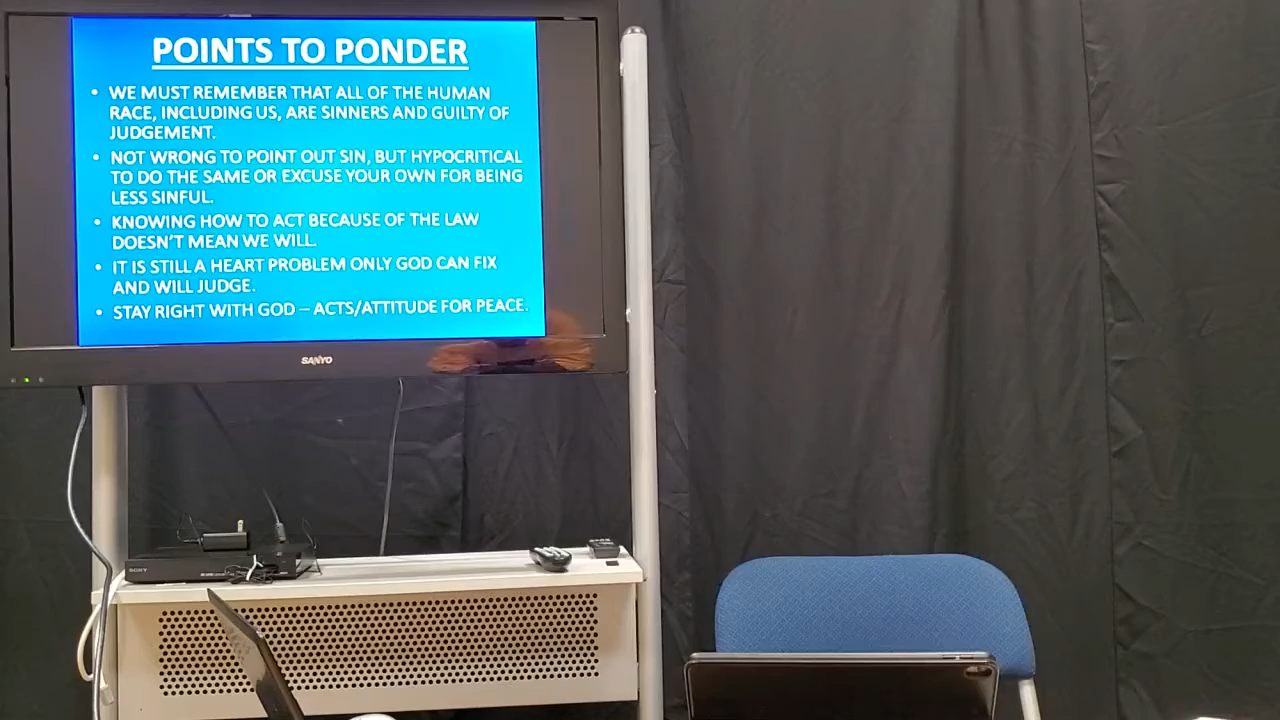 POINTS TO PONDER
• WE MUST REMEMBER THAT ALL OF THE HUMAN
RACE, INCLUDING US, ARE SINNERS AND GUILTY OF
JUDGEMENT.
• NOT WRONG TO POINT OUT SIN, BUT HYPOCRITICAL
TO DO THE SAME OR EXCUSE YOUR OWN FOR BEING
LESS SINFUL.
• KNOWING HOW TO ACT BECAUSE OF THE LAW
DOESN'T MEAN WE WILL.
• IT IS STILL A HEART PROBLEM ONLY GOD CAN FIX
AND WILL JUDGE.
• STAY RIGHT WITH GOD – ACTS/ATTITUDE FOR PEACE.
SANYO
SONY